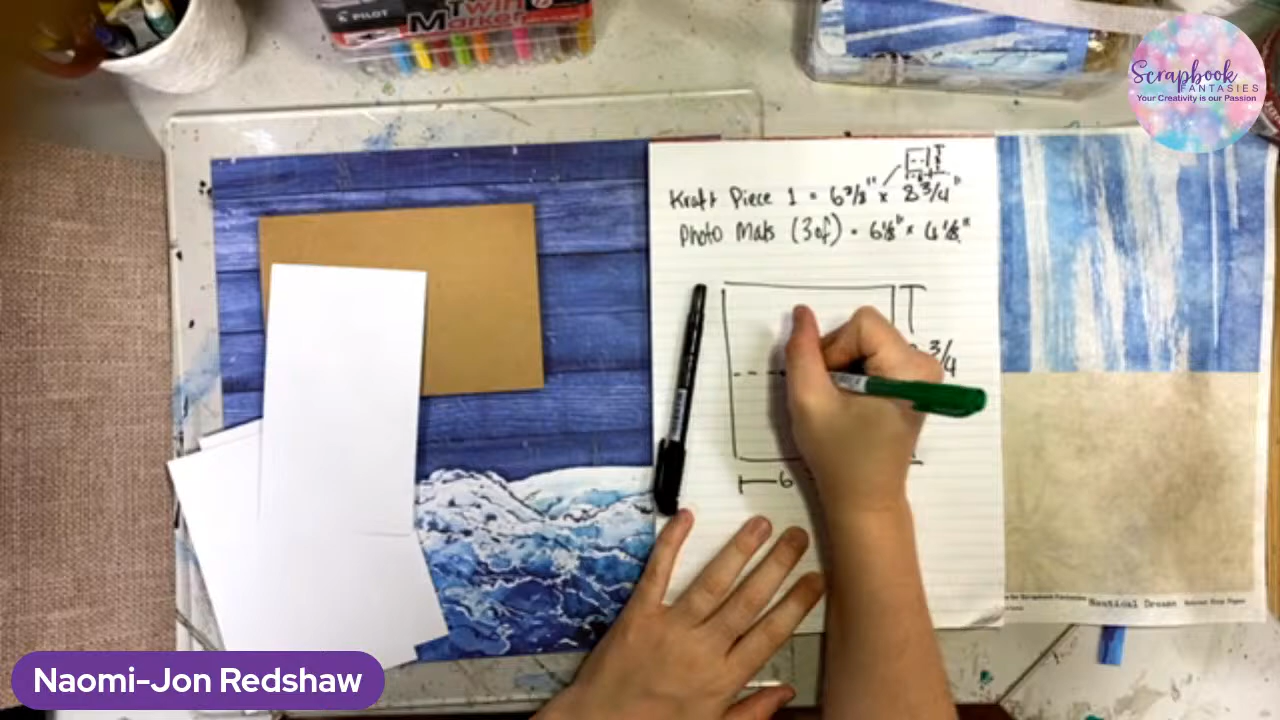 PILOT
Twin
Marker
Scrapbook
FANTASIES
Your Creativity is our Passion
Kraft Piece 1 = 6 3/8" x 8 3/4"
Photo Mats (3 of) = 6 1/8" x 4 1/8"
3/4
6
Nautical Dreams
Naomi-Jon Redshaw